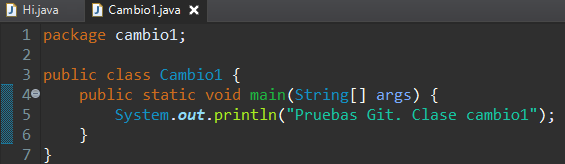 Hi.java Cambio1.java
1 package cambio1;
2
3 public class Cambio1 {
4 public static void main(String[] args) {
5 System.out.println("Pruebas Git. Clase cambio1");
6 }
7 }